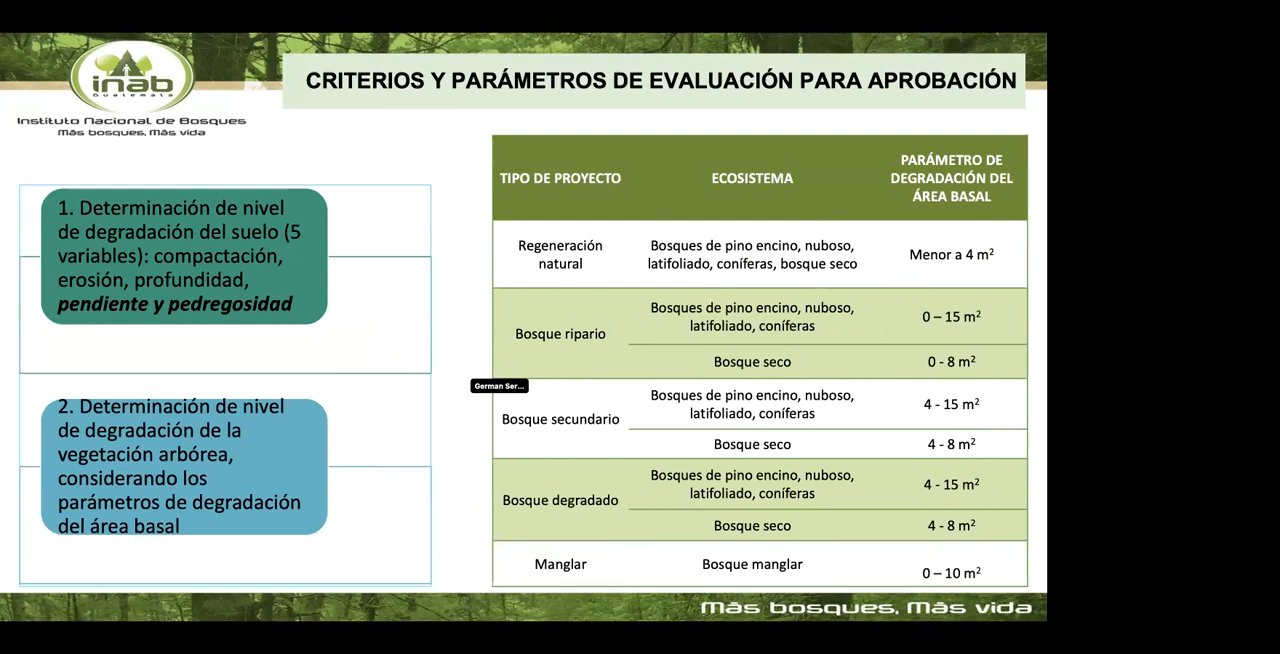 inab
Guatemala
Instituto Nacional de Bosques
Más bosques, Más vida
CRITERIOS Y PARÁMETROS DE EVALUACIÓN PARA APROBACIÓN
1. Determinación de nivel
de degradación del suelo (5
variables): compactación,
erosión, profundidad,
pendiente y pedregosidad
2. Determinación de nivel
de degradación de la
vegetación arbórea,
considerando los
parámetros de degradación
del área basal
TIPO DE PROYECTO
ECOSISTEMA
PARÁMETRO DE
DEGRADACIÓN DEL
ÁREA BASAL
Regeneración
natural
Bosques de pino encino, nuboso,
latifoliado, coníferas, bosque seco
Menor a 4 m²
Bosque ripario
Bosques de pino encino, nuboso,
latifoliado, coníferas
0 – 15 m²
Bosque seco
0 - 8 m²
German Ser...
Bosque secundario
Bosques de pino encino, nuboso,
latifoliado, coníferas
4 - 15 m²
Bosque seco
4 - 8 m²
Bosque degradado
Bosques de pino encino, nuboso,
latifoliado, coníferas
4 - 15 m²
Bosque seco
4 - 8 m²
Manglar
Bosque manglar
0 – 10 m²
Más bosques, Más vida